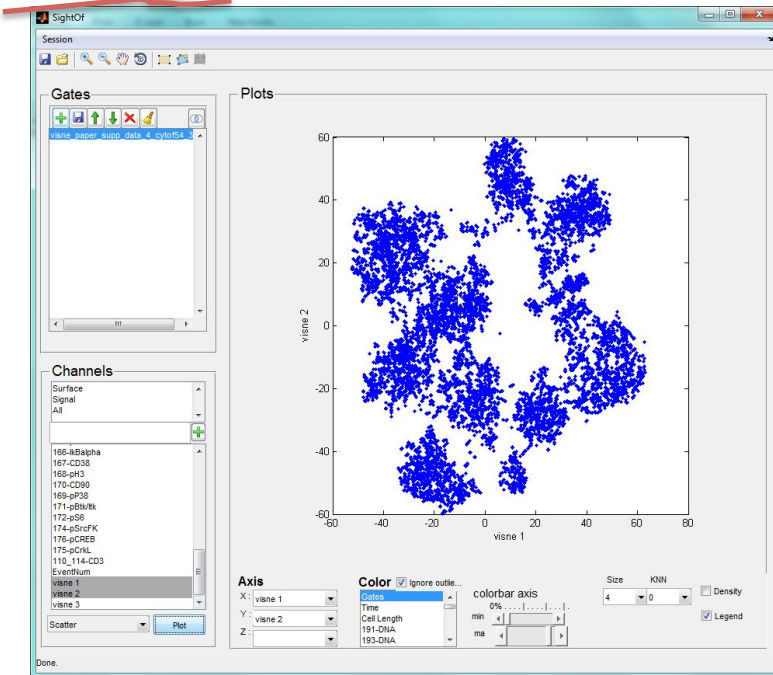 SightOf
Session
Gates
visne_paper_supp_data_4_cytof54_3
Channels
Surface
Signal
All
166-IkBalpha
167-CD38
168-pH3
170-CD90
169-pP38
171-pBtk/Itk
172-pS6
174-pSrcFK
176-pCREB
175-pCrkL
110_114-CD3
EventNum
visne 1
visne 2
visne 3
Scatter
Plot
Done.
Plots
60
40
20
0
-20
-40
-60
visne 2
-60 -40 -20 0 20 40 60 80
visne 1
Axis
X : visne 1
Y : visne 2
Z :
Color Ignore outlie...
Gates
Time
Cell Length
191-DNA
193-DNA
colorbar axis
0% . . . . | . . . . | . . . . | .
min
ma
Size KNN
4 0
Density
Legend